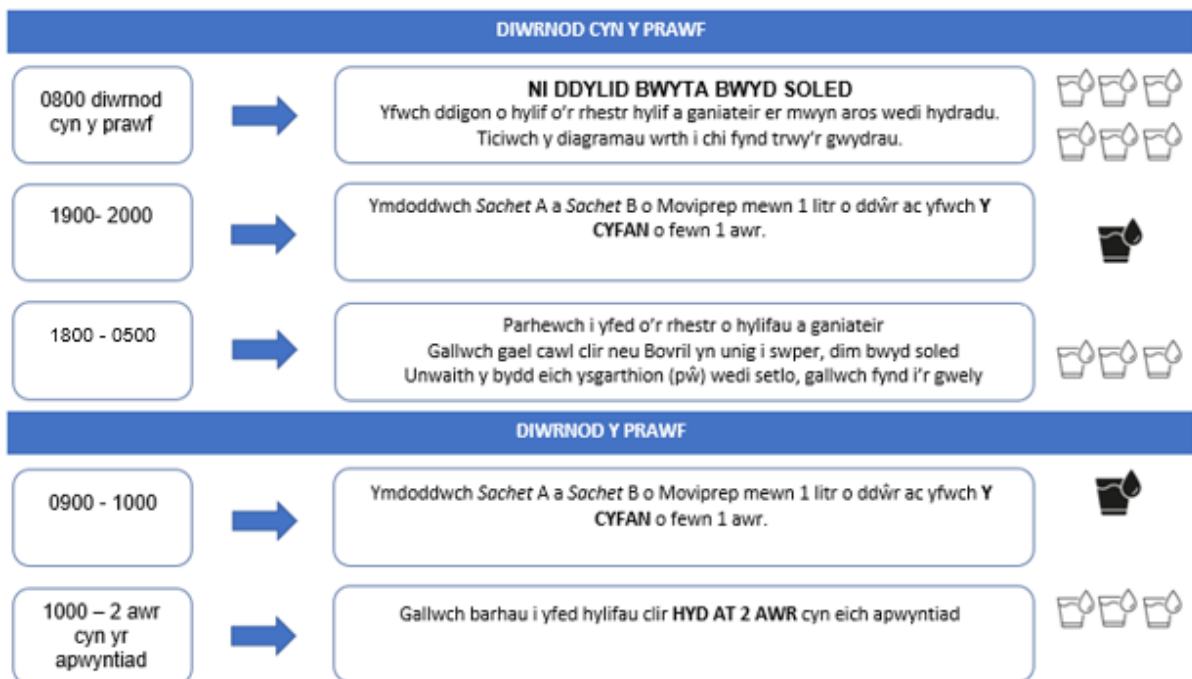 DIWRNOD CYN Y PRAWF
0800 diwrnod
cyn y prawf
NI DDYLID BWYTA BWYD SOLED
Yfwch ddigon o hylif o'r rhestr hylif a ganiateir er mwyn aros wedi hydradu.
Ticiwch y diagramau wrth i chi fynd trwy'r gwydrau.
1900- 2000
Ymdoddwch Sachet A a Sachet B o Moviprep mewn 1 litr o ddŵr ac yfwch Y
CYFAN o fewn 1 awr.
1800 - 0500
Parhewch i yfed o'r rhestr o hylifau a ganiateir
Gallwch gael cawl clir neu Bovril yn unig i swper, dim bwyd soled
Unwaith y bydd eich ysgarthion (pŵ) wedi setlo, gallwch fynd i'r gwely
DIWRNOD Y PRAWF
0900 - 1000
Ymdoddwch Sachet A a Sachet B o Moviprep mewn 1 litr o ddŵr ac yfwch Y
CYFAN o fewn 1 awr.
1000 – 2 awr
cyn yr
apwyntiad
Gallwch barhau i yfed hylifau clir HYD AT 2 AWR cyn eich apwyntiad